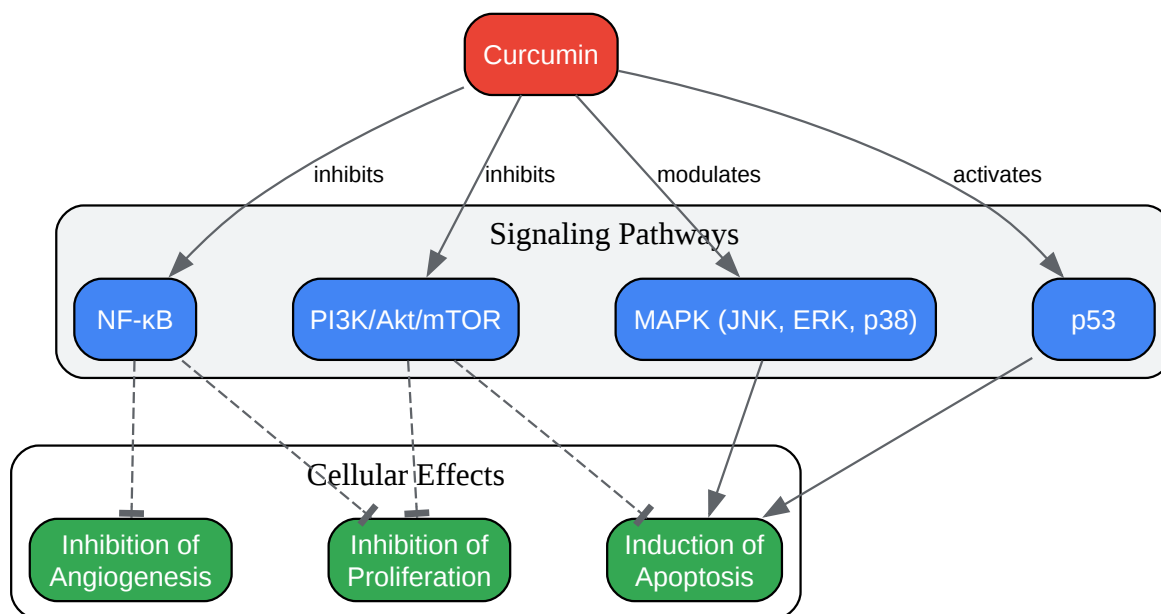 Curcumin
inhibits
inhibits
modulates
activates
Signaling Pathways
NF-κB
PI3K/Akt/mTOR
MAPK (JNK, ERK, p38)
p53
Cellular Effects
Inhibition of
Angiogenesis
Inhibition of
Proliferation
Induction of
Apoptosis